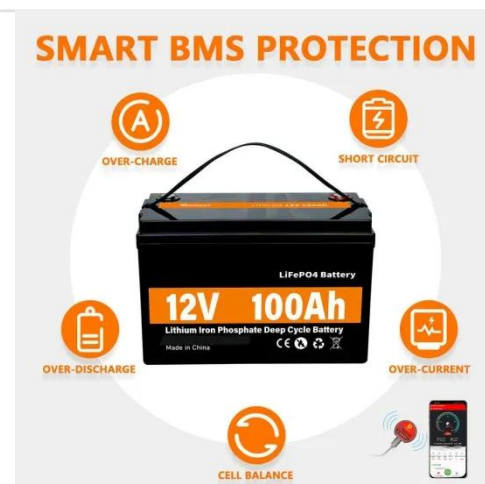 SMART BMS PROTECTION
A
OVER-CHARGE
SHORT CIRCUIT
LiFePO4 Battery
12V 100Ah
Lithium Iron Phosphate Deep Cycle Battery
Made in China
CE
OVER-DISCHARGE
OVER-CURRENT
CELL BALANCE